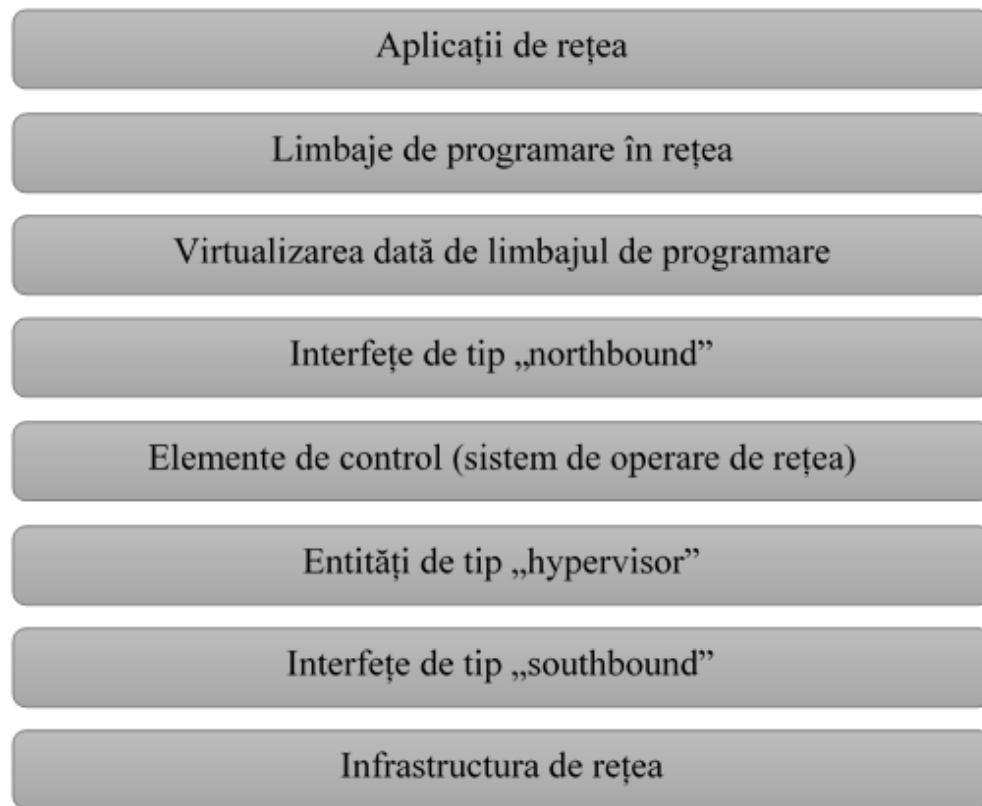 Aplicații de rețea
Limbaje de programare în rețea
Virtualizarea dată de limbajul de programare
Interfețe de tip „northbound”
Elemente de control (sistem de operare de rețea)
Entități de tip „hypervisor”
Interfețe de tip „southbound”
Infrastructura de rețea